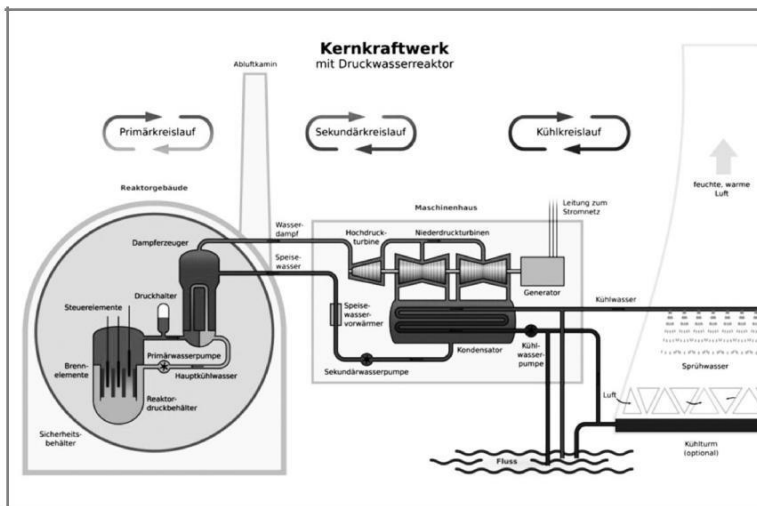 Kernkraftwerk
mit Druckwasserreaktor
Abluftkamin
Primärkreislauf
Sekundärkreislauf
Kühlkreislauf
feuchte, warme
Luft
Reaktorgebäude
Maschinenhaus
Leitung zum
Stromnetz
Dampferzeuger
Wasser-
dampf
Hochdruck-
turbine
Niederdruckturbinen
Speise-
wasser
Generator
Druckhalter
Steuerelemente
Speise-
wasser-
vorwärmer
Kühlwasser
Primärwasserpumpe
Kondensator
Kühl-
wasser-
pumpe
Brenn-
elemente
Hauptkühlwasser
Sekundärwasserpumpe
Sprühwasser
Reaktor-
druckbehälter
Luft
Sicherheits-
behälter
Kühlturm
(optional)
Fluss